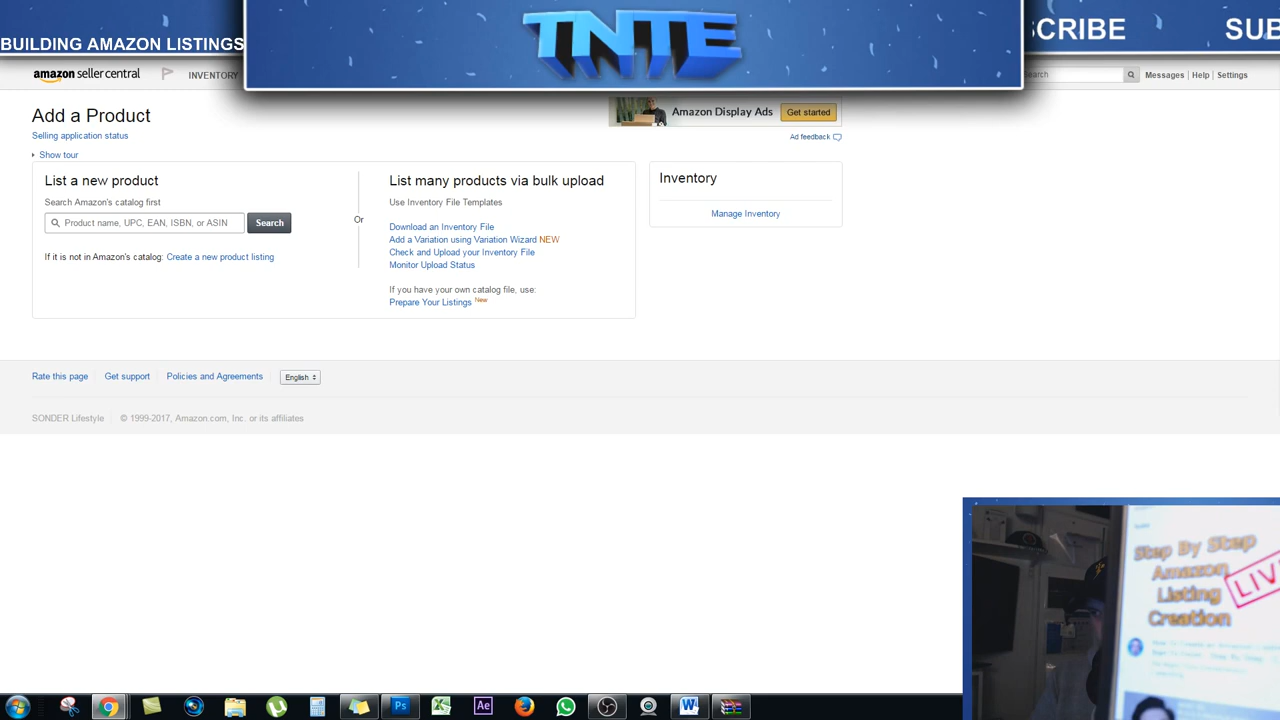 BUILDING AMAZON LISTINGS
TNTE
CRIBE
SUB
amazon seller central
INVENTORY
earch
Messages
Help
Settings
Add a Product
Selling application status
Amazon Display Ads
Get started
Ad feedback
Show tour
List a new product
Search Amazon's catalog first
Product name, UPC, EAN, ISBN, or ASIN
Search
If it is not in Amazon's catalog: Create a new product listing
Or
List many products via bulk upload
Use Inventory File Templates
Download an Inventory File
Add a Variation using Variation Wizard NEW
Check and Upload your Inventory File
Monitor Upload Status
If you have your own catalog file, use:
Prepare Your Listings New
Inventory
Manage Inventory
Rate this page
Get support
Policies and Agreements
English
SONDER Lifestyle
© 1999-2017, Amazon.com, Inc. or its affiliates
Step By Step
Amazon
Listing
Creation
LIV
Ps
Ae
W